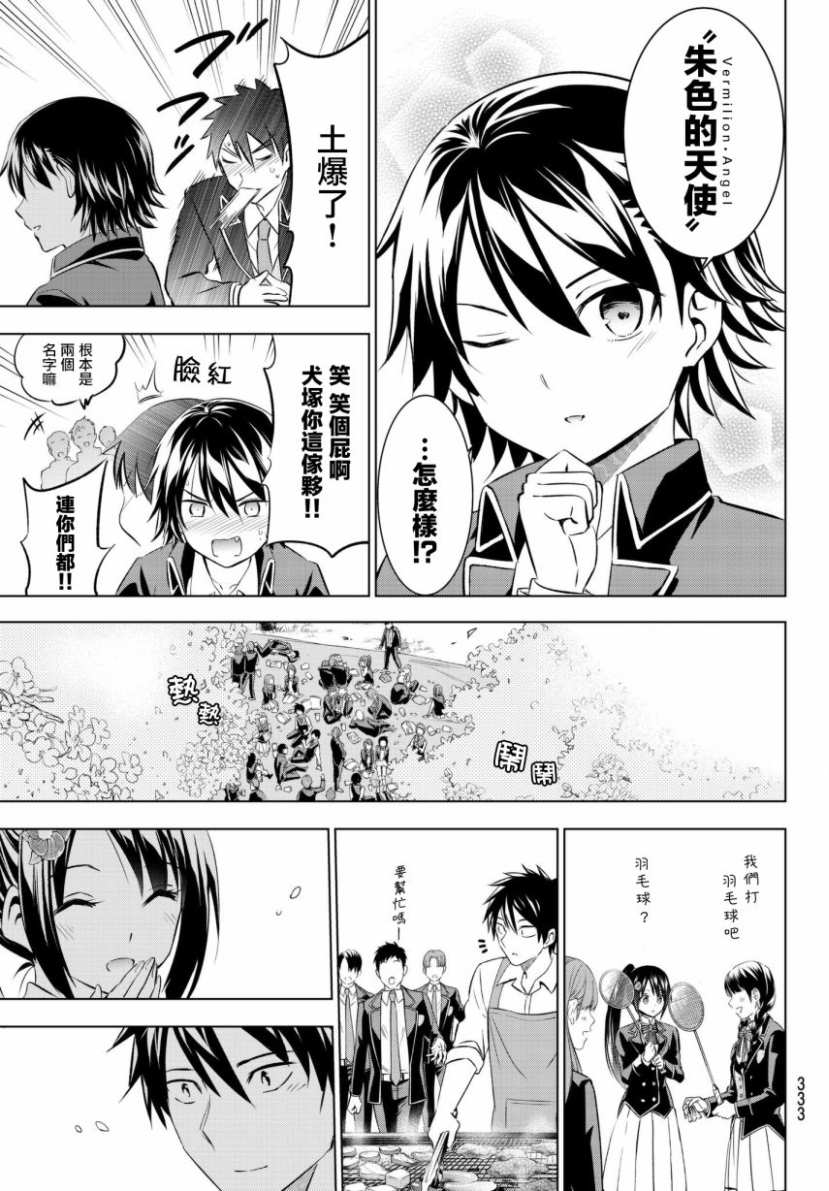 〝朱色的天使〞
Vermilion·Angel
…怎麼樣!?
土爆了！
笑 笑個屁啊
犬塚你這傢夥!!
臉紅
根本是
兩個
名字嘛
連你們都!!
熱
熱
鬧
鬧
我們打
羽毛球吧
羽毛球？
要幫忙嗎－
333